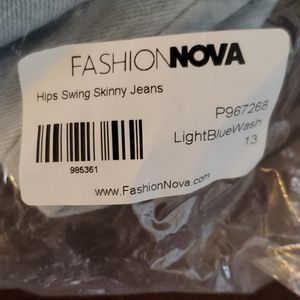 FASHIONNOVA
Hips Swing Skinny Jeans
P967268
LightBlueWash
13
985361
www.FashionNova.com